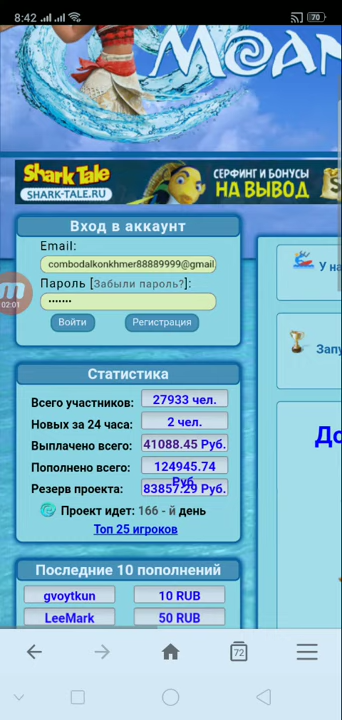 8:42
70
MOAN
Shark Tale
SHARK-TALE.RU
СЕРФИНГ И БОНУСЫ
НА ВЫВОД
$
Вход в аккаунт
Email:
combodalkonkhmer88889999@gmail
Пароль [Забыли пароль?]:
•••••••
m
02:01
Войти
Регистрация
У на
Статистика
Запу
Всего участников: 27933 чел.
Новых за 24 часа: 2 чел.
Выплачено всего: 41088.45 Руб.
Пополнено всего: 124945.74 Руб.
Резерв проекта: 83857.29 Руб.
До
Проект идет: 166 - й день
Топ 25 игроков
Последние 10 пополнений
gvoytkun 10 RUB
LeeMark 50 RUB
72